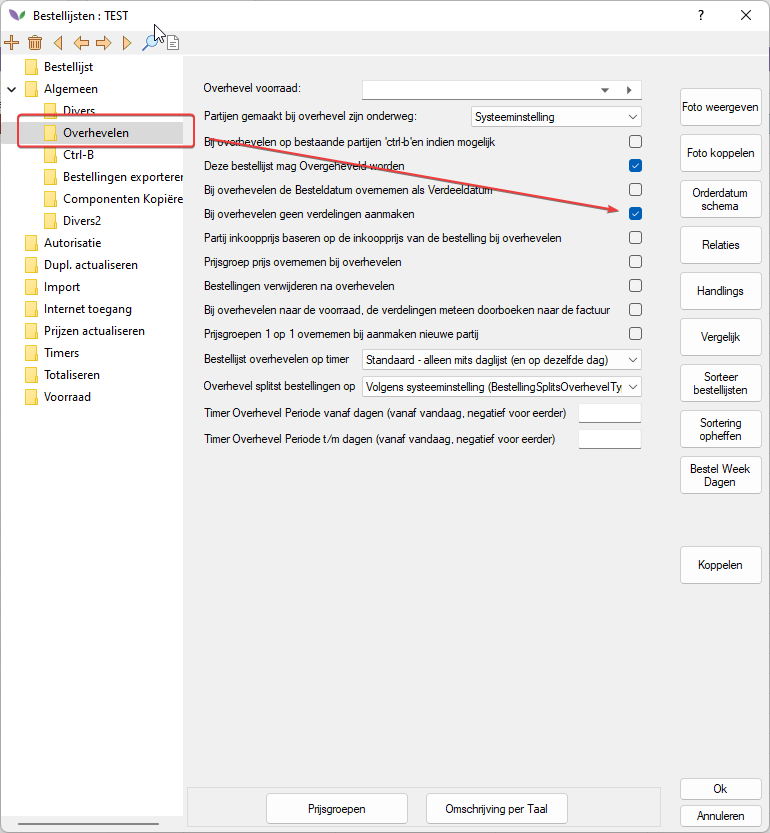 Bestellijsten : TEST
?
Bestellijst
Algemeen
Divers
Overhevelen
Ctrl-B
Bestellingen exporteren
Componenten Kopiëre
Divers2
Autorisatie
Dupl. actualiseren
Import
Internet toegang
Prijzen actualiseren
Timers
Totaliseren
Voorraad
Overhevel voorraad:
Partijen gemaakt bij overhevel zijn onderweg:
Systeeminstelling
Bij overhevelen op bestaande partijen 'ctrl-b'en indien mogelijk
Deze bestellijst mag Overgeheveld worden
Bij overhevelen de Besteldatum overnemen als Verdeeldatum
Bij overhevelen geen verdelingen aanmaken
Partij inkoopprijs baseren op de inkoopprijs van de bestelling bij overhevelen
Prijsgroep prijs overnemen bij overhevelen
Bestellingen verwijderen na overhevelen
Bij overhevelen naar de voorraad, de verdelingen meteen doorboeken naar de factuur
Prijsgroepen 1 op 1 overnemen bij aanmaken nieuwe partij
Bestellijst overhevelen op timer
Standaard - alleen mits daglijst (en op dezelfde dag)
Overhevel splitst bestellingen op
Volgens systeeminstelling (BestellingSplitsOverhevelTy
Timer Overhevel Periode vanaf dagen (vanaf vandaag, negatief voor eerder)
Timer Overhevel Periode t/m dagen (vanaf vandaag, negatief voor eerder)
Foto weergeven
Foto koppelen
Orderdatum
schema
Relaties
Handlings
Vergelijk
Sorteer
bestellijsten
Sortering
opheffen
Bestel Week
Dagen
Koppelen
Prijsgroepen
Omschrijving per Taal
Ok
Annuleren